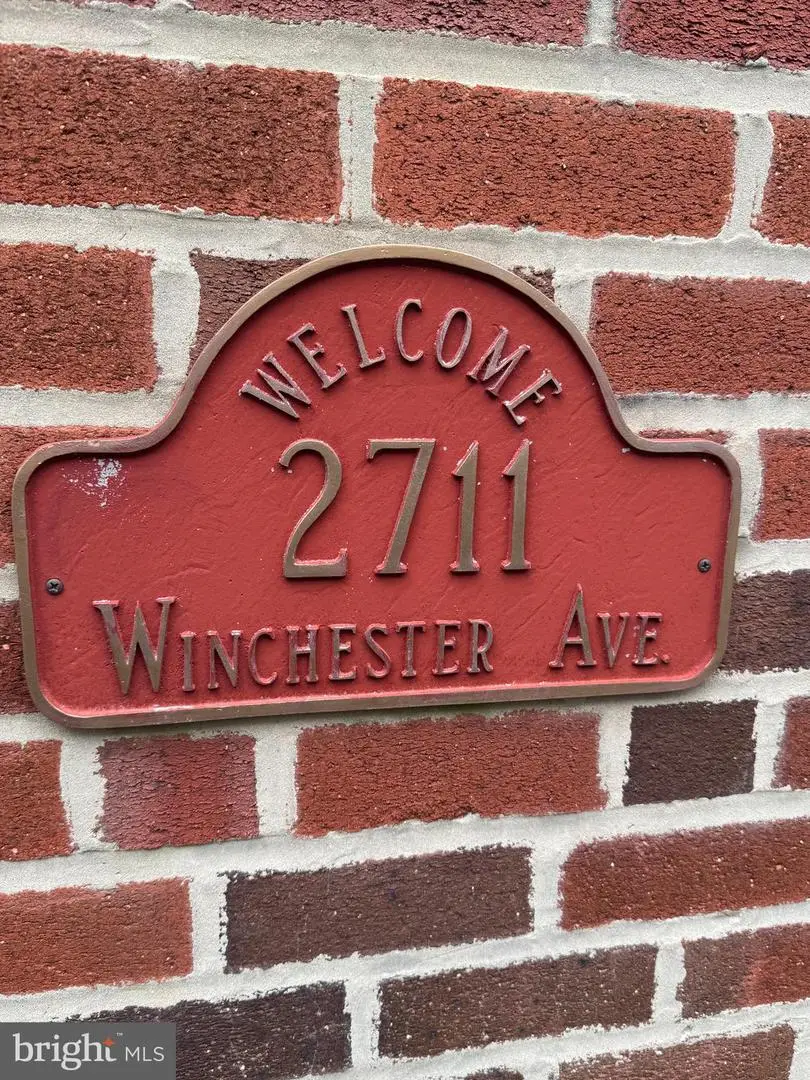 WELCOME
2711
WINCHESTER AVE.
bright MLS